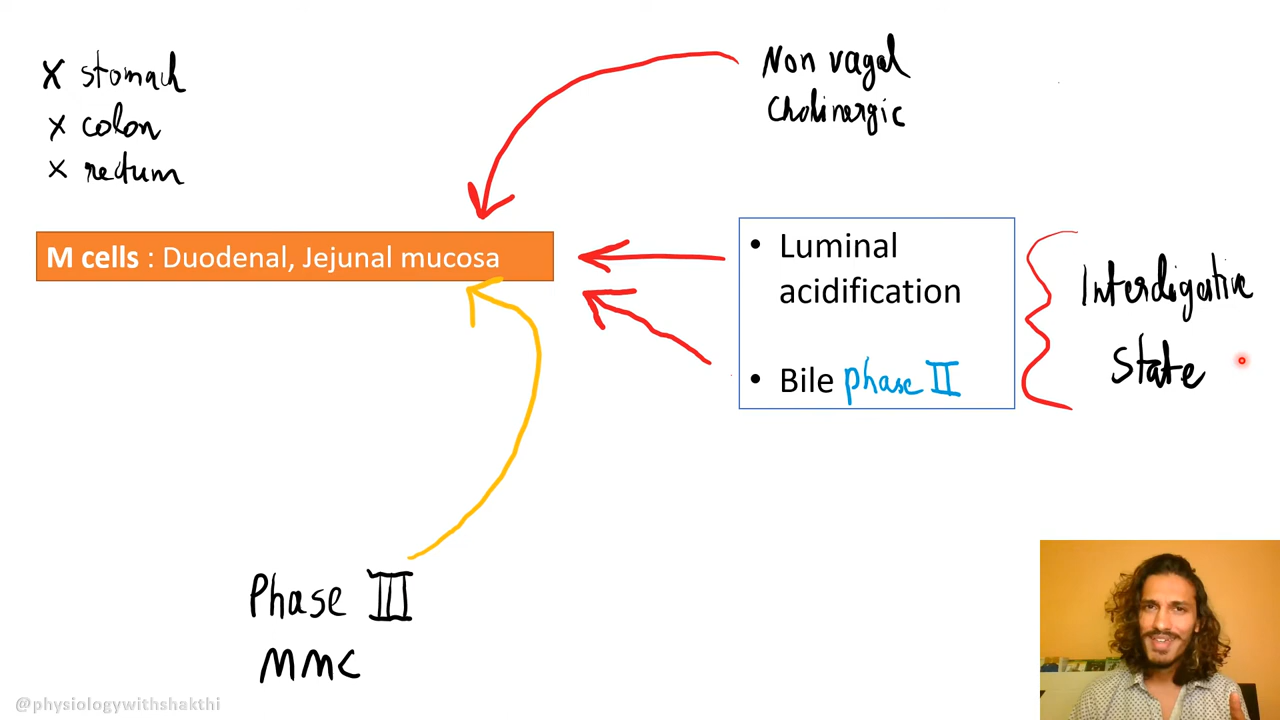 X stomach
X colon
X rectum
Non vagal
Cholinergic
M cells : Duodenal, Jejunal mucosa
• Luminal
acidification
• Bile phase II
Interdigestive
State
Phase III
MMC
@physiologywithshakthi